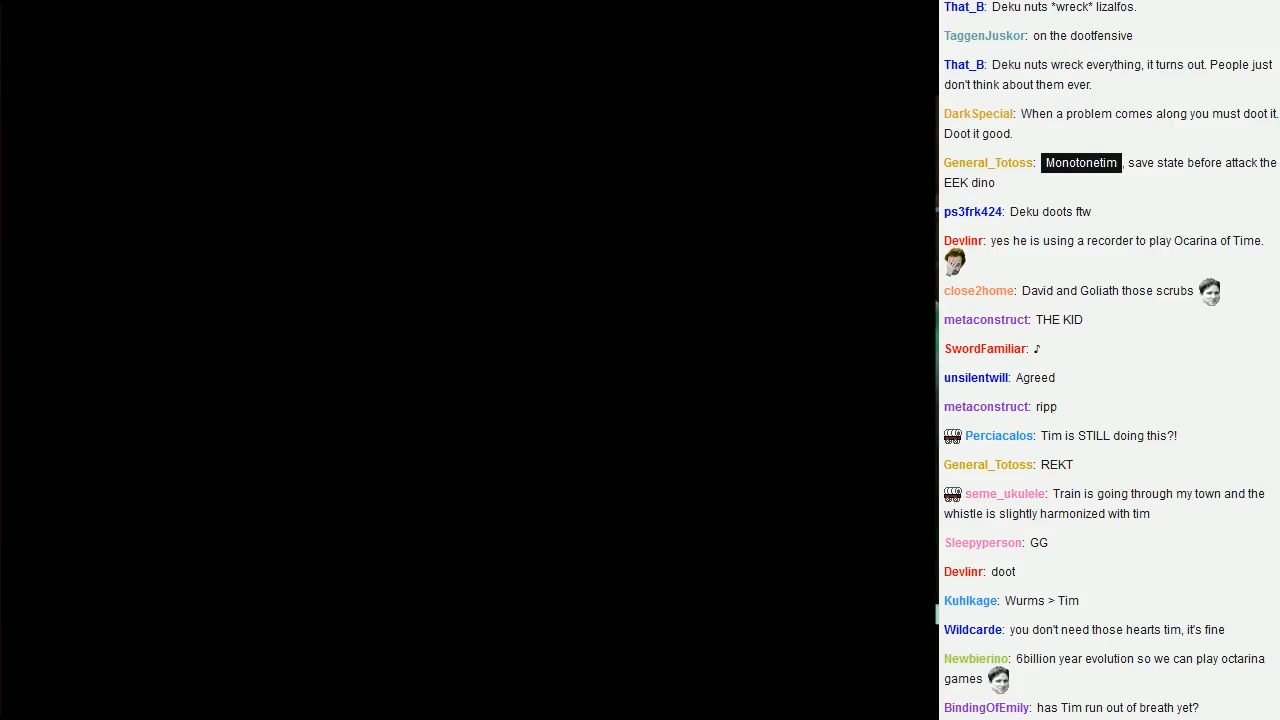 That_B: Deku nuts *wreck* lizalfos.
TaggenJuskor: on the dootfensive
That_B: Deku nuts wreck everything, it turns out. People just
don't think about them ever.
DarkSpecial: When a problem comes along you must doot it.
Doot it good.
General_Totoss: Monotonetim, save state before attack the
EEK dino
ps3frk424: Deku doots ftw
Devlinr: yes he is using a recorder to play Ocarina of Time.
close2home: David and Goliath those scrubs
metaconstruct: THE KID
SwordFamiliar: ♪
unsilentwill: Agreed
metaconstruct: ripp
Perciacalos: Tim is STILL doing this?!
General_Totoss: REKT
seme_ukulele: Train is going through my town and the
whistle is slightly harmonized with tim
Sleepyperson: GG
Devlinr: doot
Kuhlkage: Wurms > Tim
Wildcarde: you don't need those hearts tim, it's fine
Newbierino: 6billion year evolution so we can play octarina
games
BindingOfEmily: has Tim run out of breath yet?